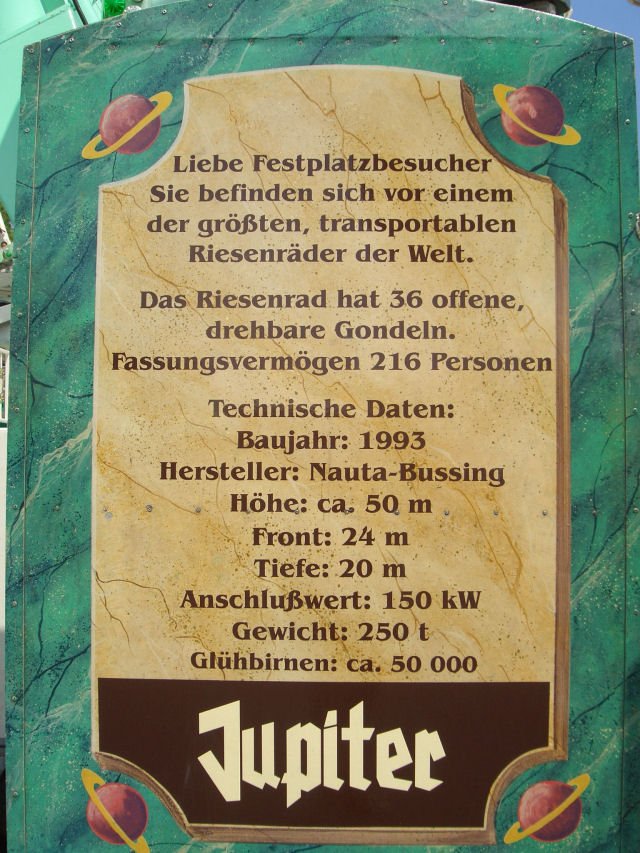 Liebe Festplatzbesucher
Sie befinden sich vor einem
der größten, transportablen
Riesenräder der Welt.
Das Riesenrad hat 36 offene,
drehbare Gondeln.
Fassungsvermögen 216 Personen
Technische Daten:
Baujahr: 1993
Hersteller: Nauta-Bussing
Höhe: ca. 50 m
Front: 24 m
Tiefe: 20 m
Anschlußwert: 150 kW
Gewicht: 250 t
Glühbirnen: ca. 50 000
Jupiter